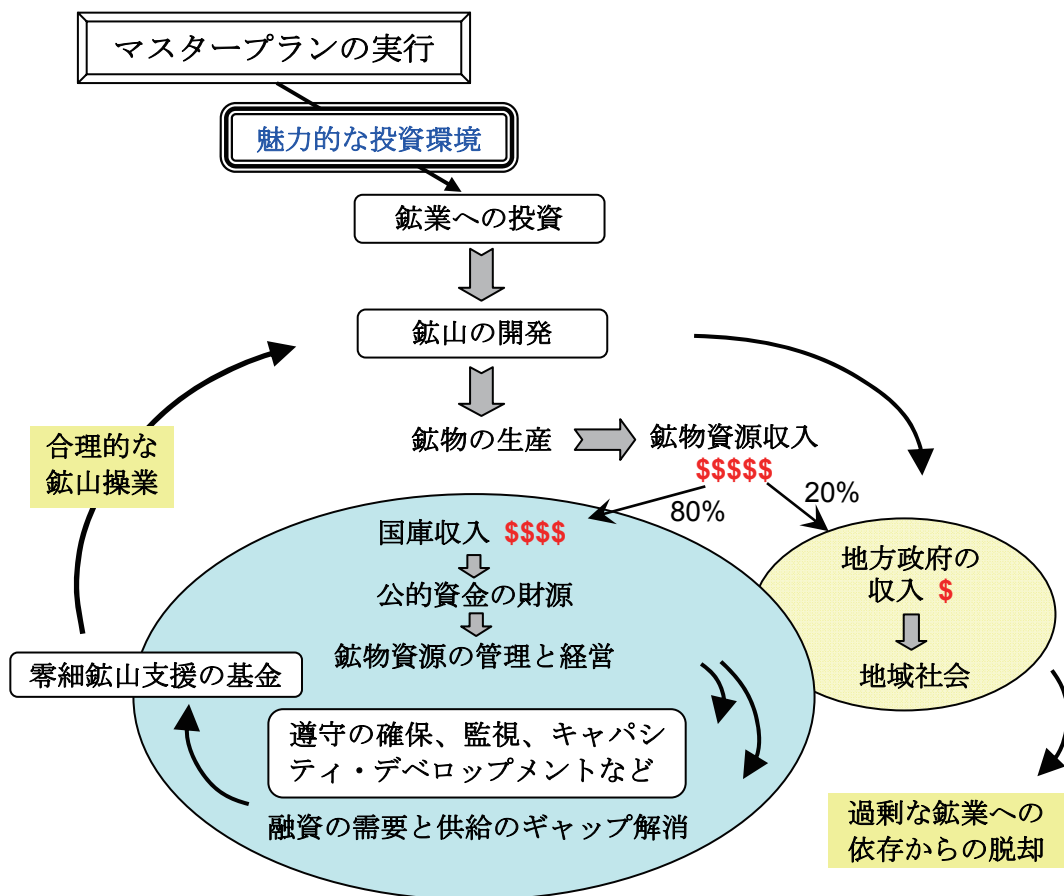 マスタープランの実行
魅力的な投資環境
鉱業への投資
鉱山の開発
鉱物の生産
鉱物資源収入
$$$$$
80%
20%
合理的な
鉱山操業
国庫収入 $$$$
公的資金の財源
鉱物資源の管理と経営
地方政府の
収入 $
地域社会
零細鉱山支援の基金
遵守の確保、監視、キャパシ
ティ・デベロップメントなど
融資の需要と供給のギャップ解消
過剰な鉱業への
依存からの脱却